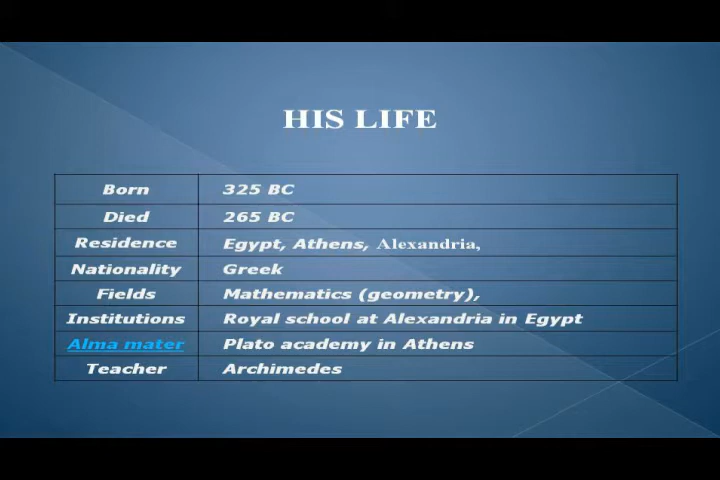 HIS LIFE
Born 325 BC
Died 265 BC
Residence Egypt, Athens, Alexandria,
Nationality Greek
Fields Mathematics (geometry),
Institutions Royal school at Alexandria in Egypt
Alma mater Plato academy in Athens
Teacher Archimedes